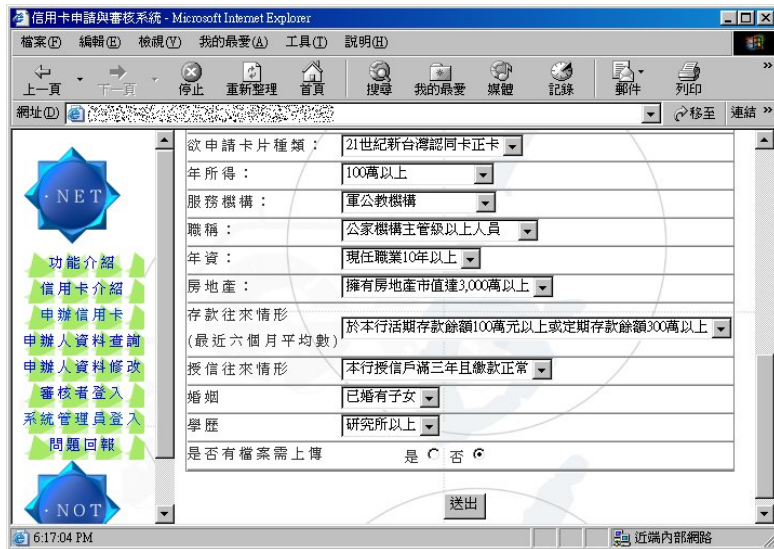 信用卡申請與審核系統 - Microsoft Internet Explorer
檔案(F) 編輯(E) 檢視(V) 我的最愛(A) 工具(T) 說明(H)
上一頁 下一頁 停止 重新整理 首頁 搜尋 我的最愛 媒體 記錄 郵件 列印 »
網址(D) 移至 連結 »
.NET
功能介紹
信用卡介紹
申辦信用卡
申辦人資料查詢
申辦人資料修改
審核者登入
系統管理員登入
問題回報
.NOT
欲申請卡片種類: 21世紀新台灣認同卡正卡
年所得: 100萬以上
服務機構: 軍公教機構
職稱: 公家機構主管級以上人員
年資: 現任職業10年以上
房地產: 擁有房地產市值達3,000萬以上
存款往來情形
(最近六個月平均數) 於本行活期存款餘額100萬元以上或定期存款餘額300萬以上
授信往來情形 本行授信戶滿三年且繳款正常
婚姻 已婚有子女
學歷 研究所以上
是否有檔案需上傳 是 否
送出
6:17:04 PM 近端內部網路